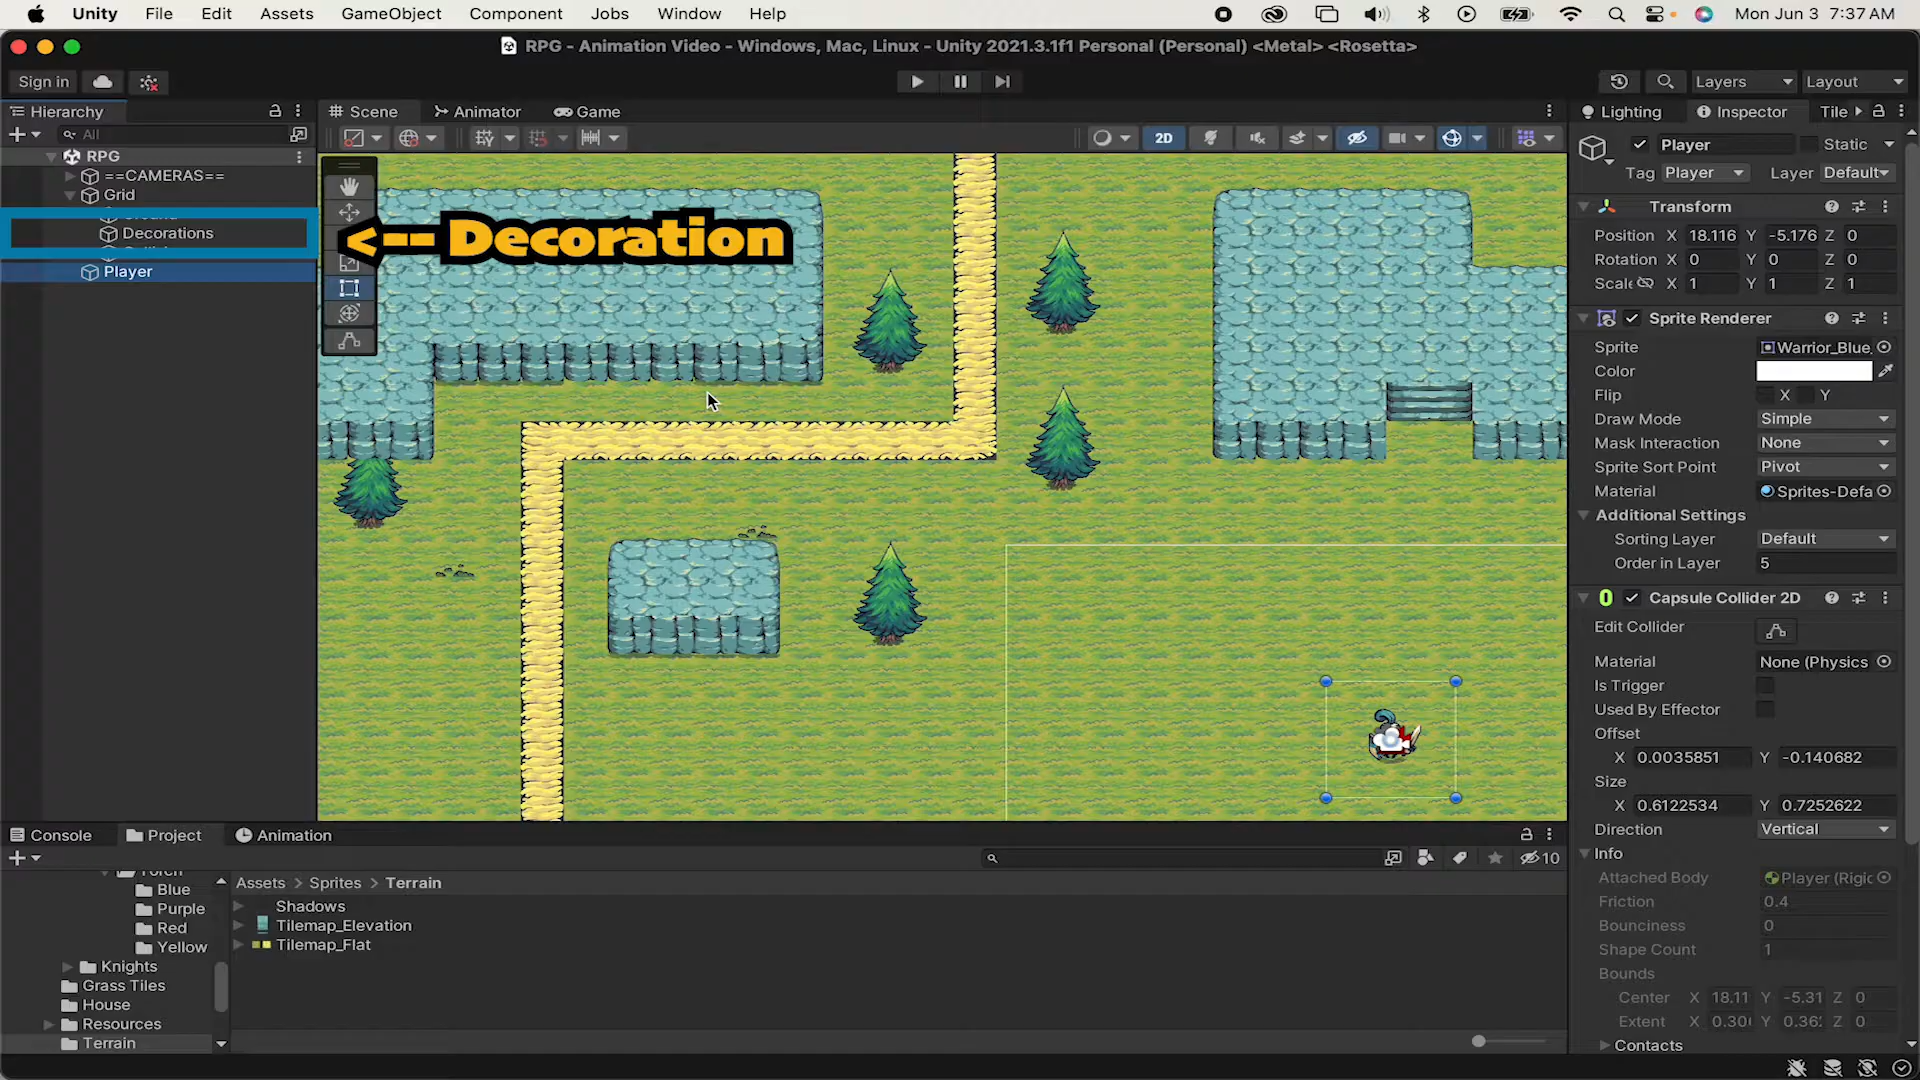 Unity File Edit Assets GameObject Component Jobs Window Help Mon Jun 3 7:37 AM
RPG - Animation Video - Windows, Mac, Linux - Unity 2021.3.1f1 Personal (Personal) <Metal> <Rosetta>
Sign in Layers Layout
Hierarchy Scene Animator Game Lighting Inspector Tile
All 2D
RPG
==CAMERAS==
Grid
Decorations
Player
<-- Decoration
Player Static
Tag Player Layer Default
Transform
Position X 18.116 Y -5.176 Z 0
Rotation X 0 Y 0 Z 0
Scale X 1 Y 1 Z 1
Sprite Renderer
Sprite Warrior_Blue_
Color
Flip X Y
Draw Mode Simple
Mask Interaction None
Sprite Sort Point Pivot
Material Sprites-Defa
Additional Settings
Sorting Layer Default
Order in Layer 5
Capsule Collider 2D
Edit Collider
Material None (Physics
Is Trigger
Used By Effector
Offset
X 0.0035851 Y -0.140682
Size
X 0.6122534 Y 0.7252622
Direction Vertical
Info
Attached Body Player (Rigid
Friction 0.4
Bounciness 0
Shape Count 1
Bounds
Center X 18.11 Y -5.31 Z 0
Extent X 0.30 Y 0.36 Z 0
Contacts
Console Project Animation
10
Torch
Blue
Purple
Red
Yellow
Knights
Grass Tiles
House
Resources
Terrain
Assets > Sprites > Terrain
Shadows
Tilemap_Elevation
Tilemap_Flat